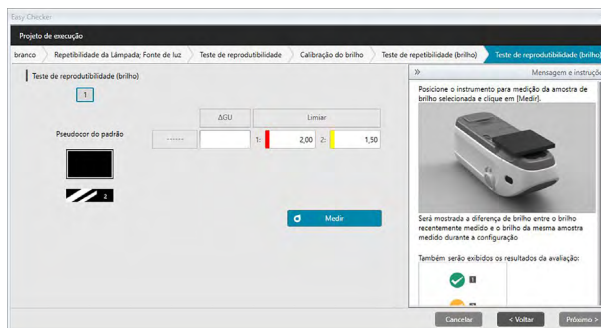 Easy Checker
Projeto de execução
branco Repetibilidade da Lâmpada; Fonte de luz Teste de reprodutibilidade Calibração do brilho Teste de repetibilidade (brilho) Teste de reprodutibilidade (brilho)
Teste de reprodutibilidade (brilho)
1
ΔGU Limiar
Pseudocor do padrão
------ 1: 2,00 2: 1,50
2
Medir
Mensagem e instruçõ
Posicione o instrumento para medição da amostra de
brilho selecionada e clique em [Medir].
Será mostrada a diferença de brilho entre o brilho
recentemente medido e o brilho da mesma amostra
medido durante a configuração
Também serão exibidos os resultados da avaliação:
1
Cancelar < Voltar Próximo >